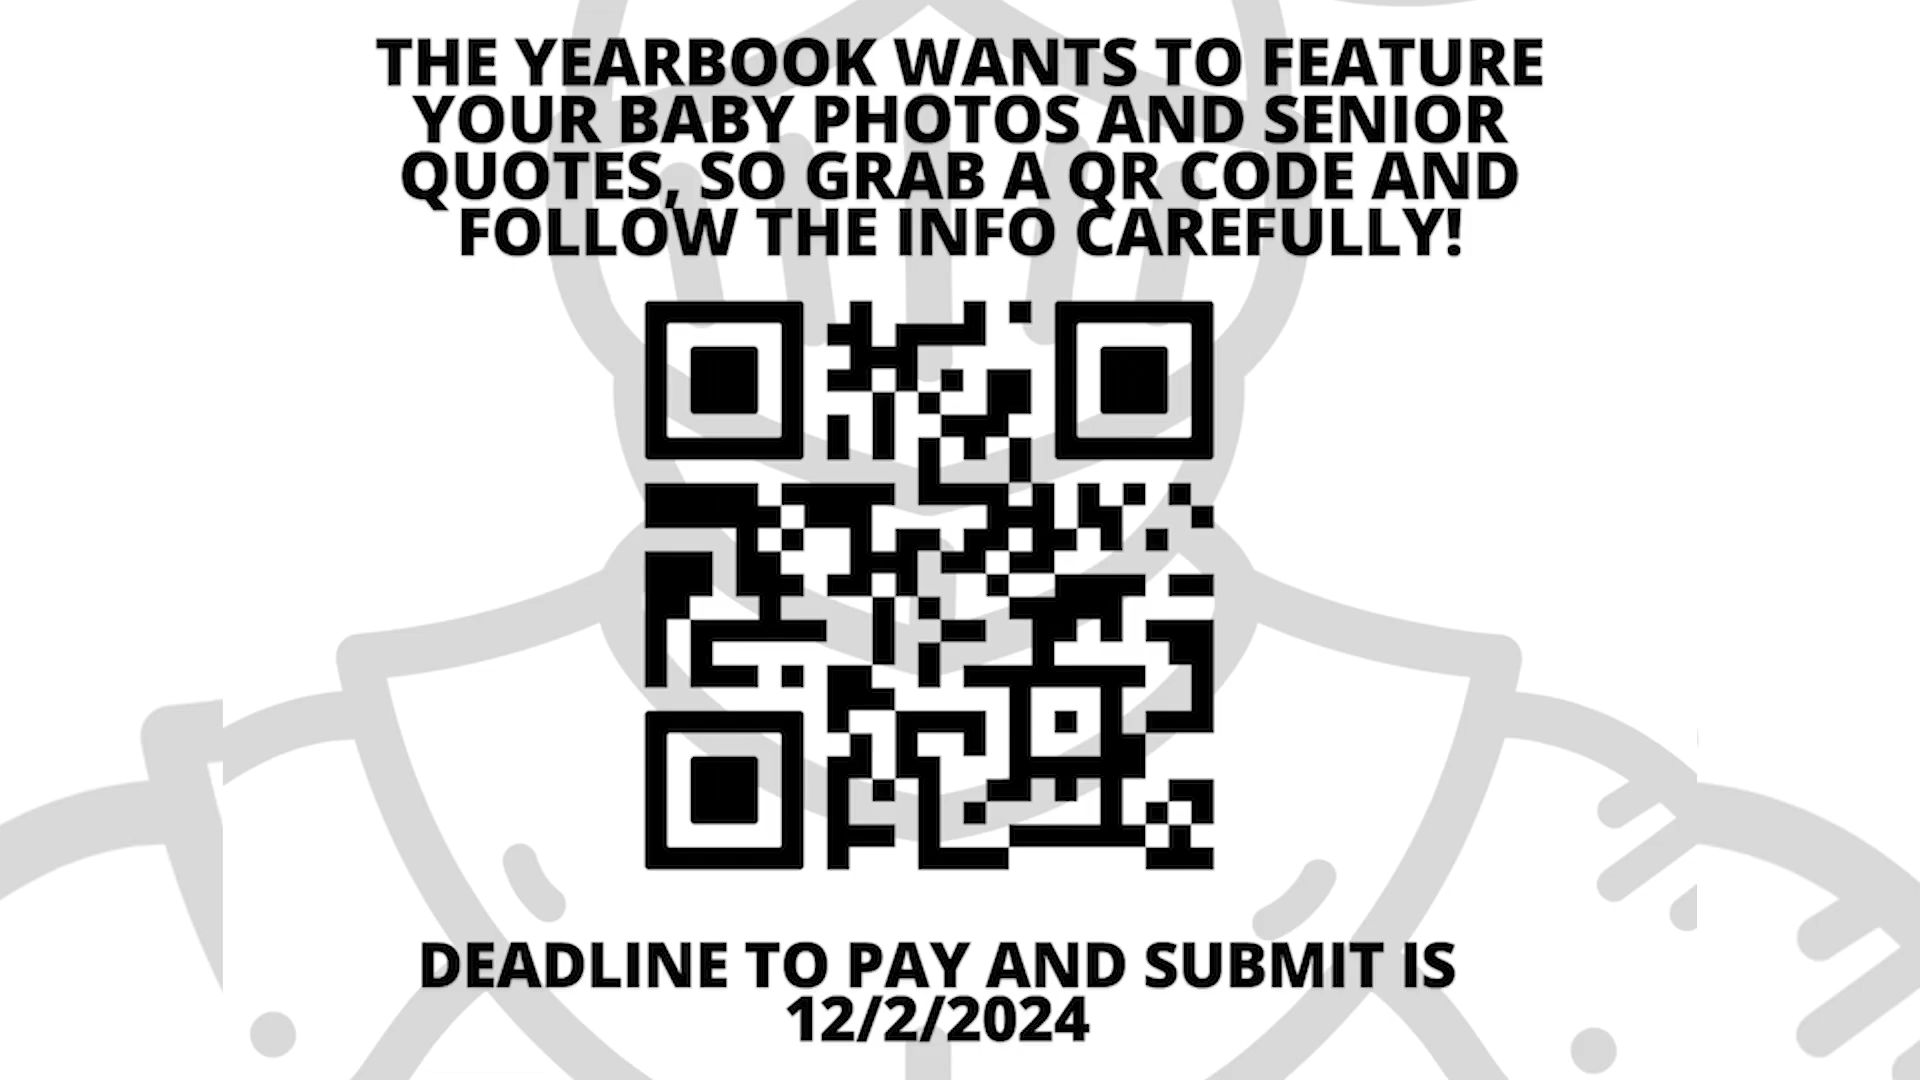 THE YEARBOOK WANTS TO FEATURE
YOUR BABY PHOTOS AND SENIOR
QUOTES, SO GRAB A QR CODE AND
FOLLOW THE INFO CAREFULLY!
DEADLINE TO PAY AND SUBMIT IS
12/2/2024